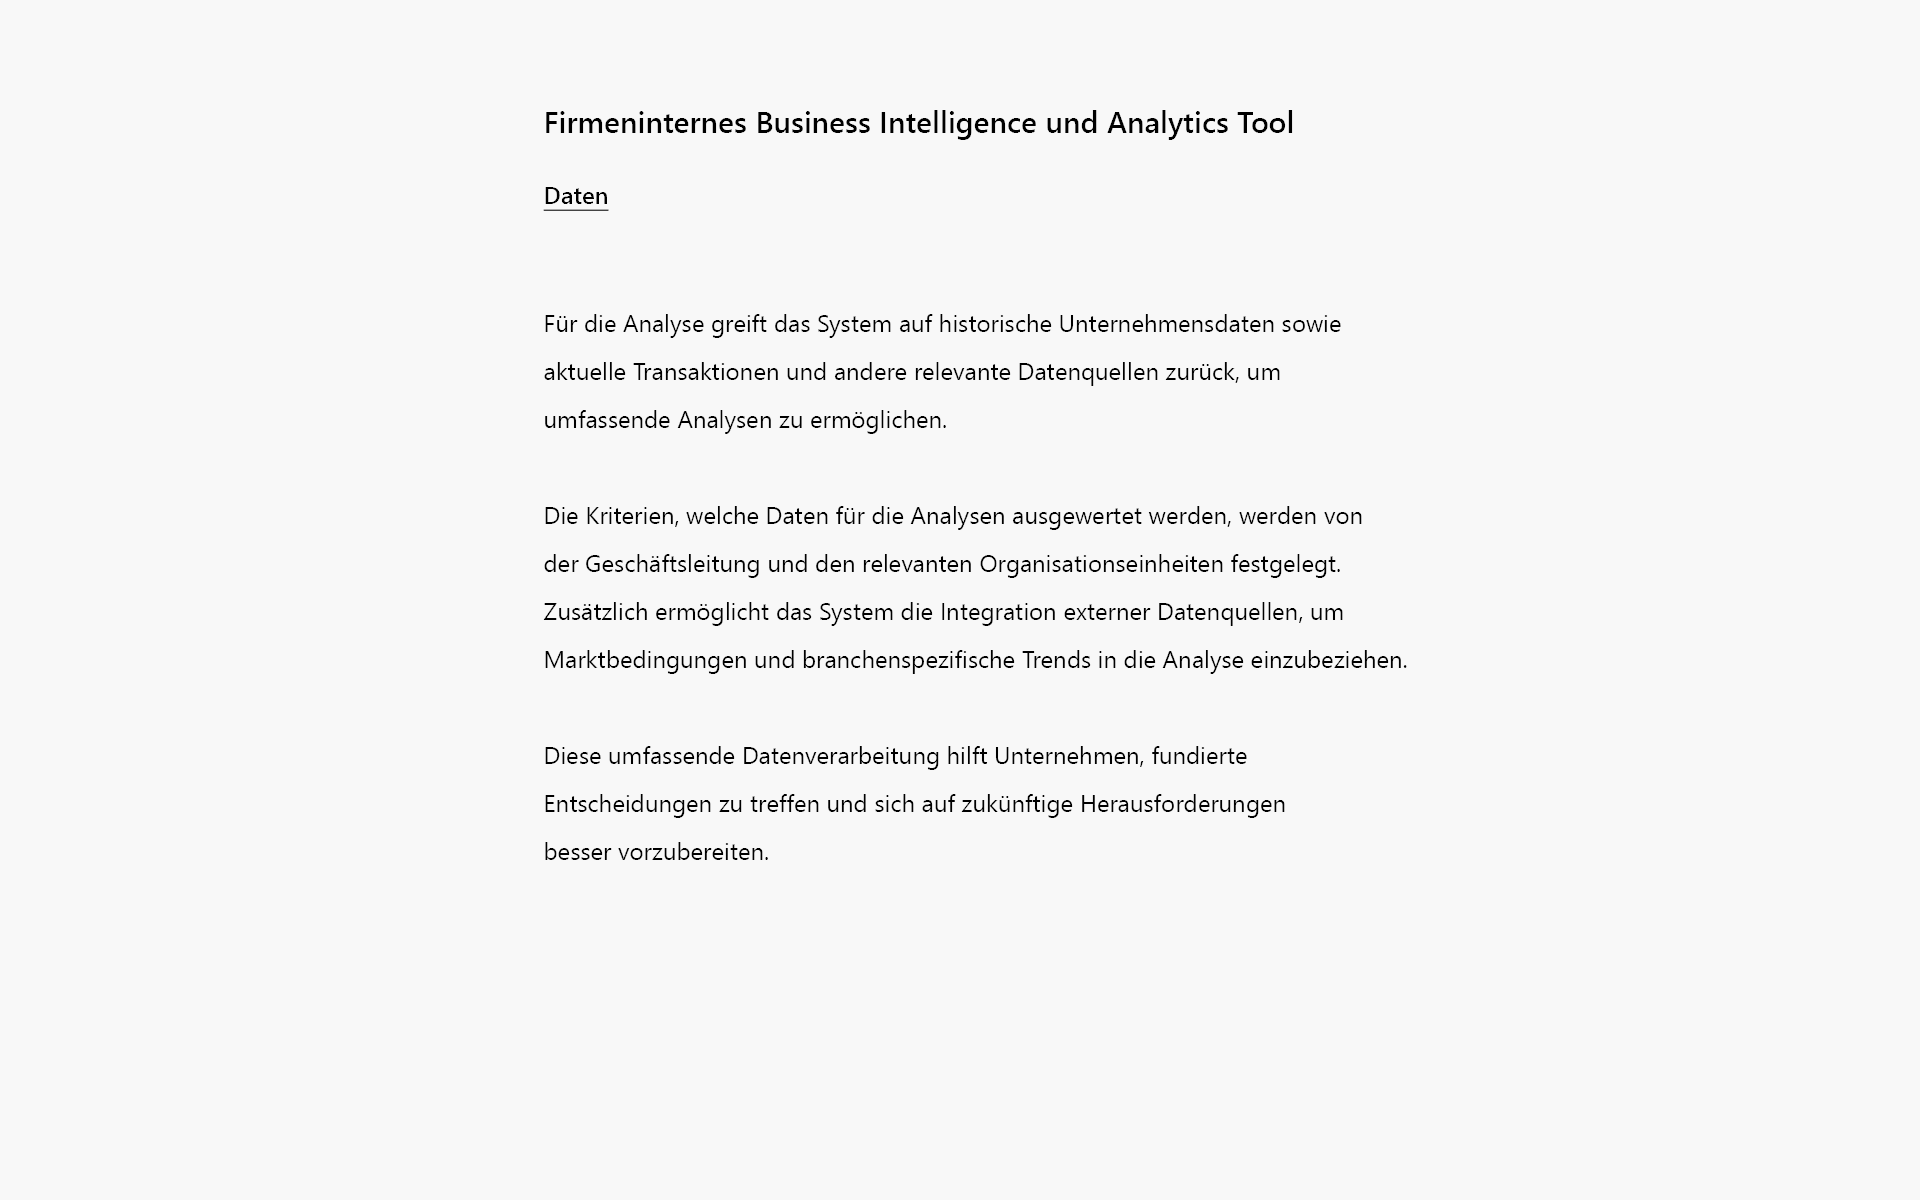 Firmeninternes Business Intelligence und Analytics Tool
Daten
Für die Analyse greift das System auf historische Unternehmensdaten sowie
aktuelle Transaktionen und andere relevante Datenquellen zurück, um
umfassende Analysen zu ermöglichen.
Die Kriterien, welche Daten für die Analysen ausgewertet werden, werden von
der Geschäftsleitung und den relevanten Organisationseinheiten festgelegt.
Zusätzlich ermöglicht das System die Integration externer Datenquellen, um
Marktbedingungen und branchenspezifische Trends in die Analyse einzubeziehen.
Diese umfassende Datenverarbeitung hilft Unternehmen, fundierte
Entscheidungen zu treffen und sich auf zukünftige Herausforderungen
besser vorzubereiten.